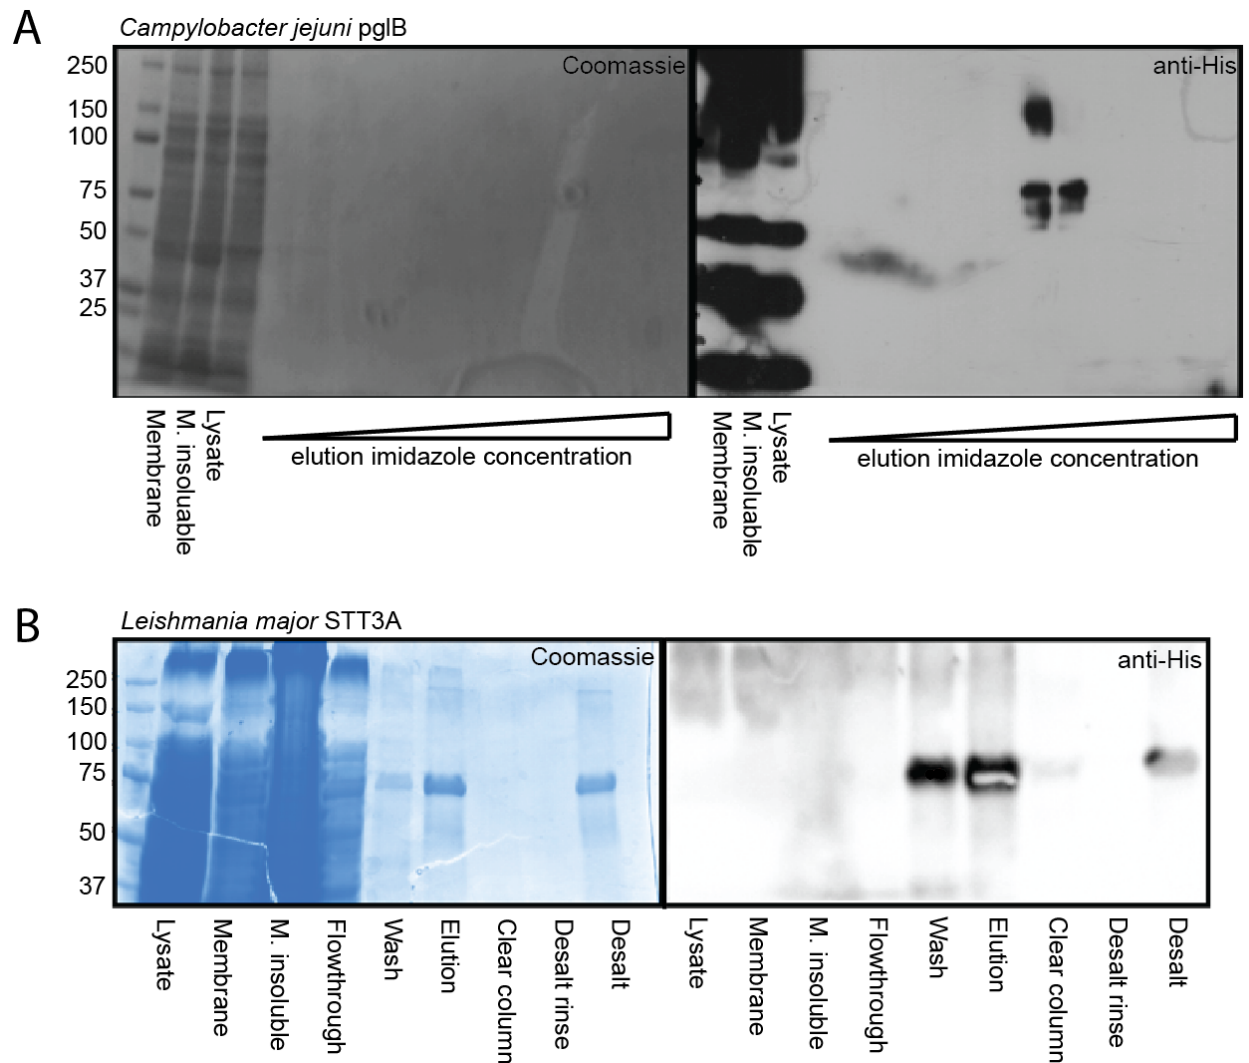 A
Campylobacter jejuni pglB
Coomassie
anti-His
250
150
100
75
50
37
25
Membrane
M. insoluable
Lysate
elution imidazole concentration
Membrane
M. insoluable
Lysate
elution imidazole concentration
B
Leishmania major STT3A
Coomassie
anti-His
250
150
100
75
50
37
Lysate
Membrane
M. insoluble
Flowthrough
Wash
Elution
Clear column
Desalt rinse
Desalt
Lysate
Membrane
M. insoluble
Flowthrough
Wash
Elution
Clear column
Desalt rinse
Desalt